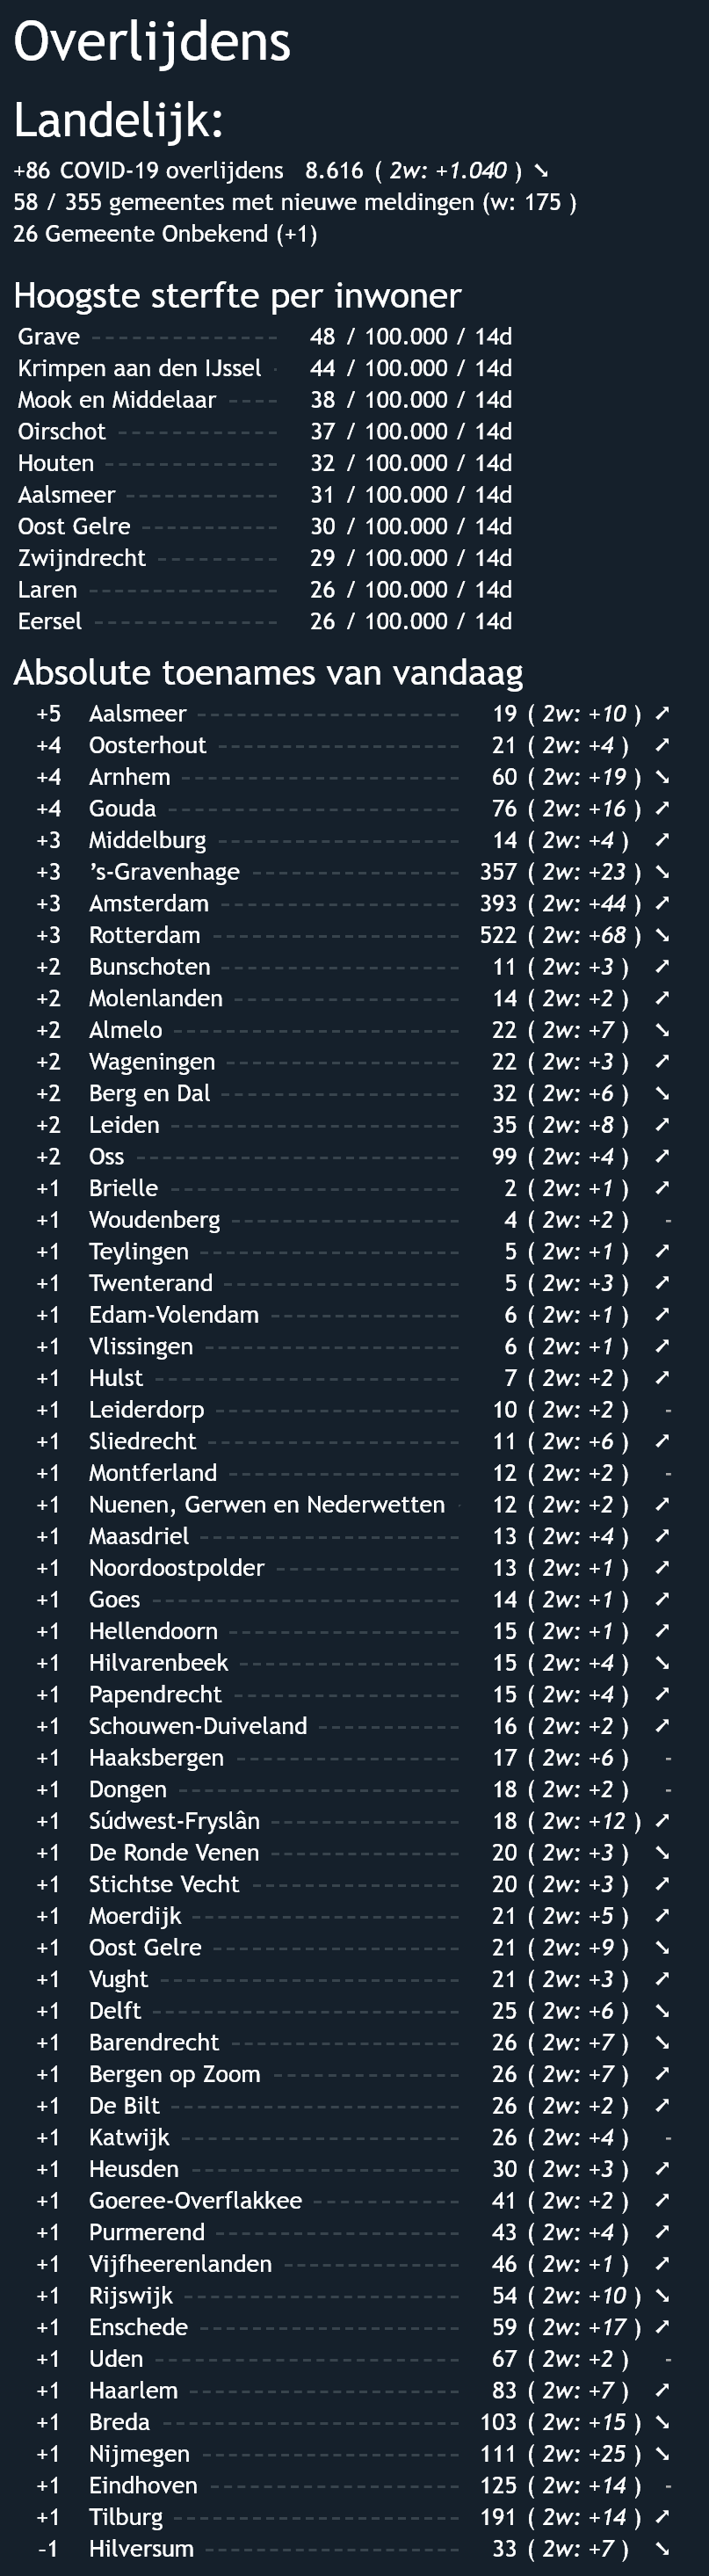 Overlijdens
Landelijk:
+86 COVID-19 overlijdens 8.616 ( 2w: +1.040 ) ➘
58 / 355 gemeentes met nieuwe meldingen (w: 175 )
26 Gemeente Onbekend (+1)
Hoogste sterfte per inwoner
Grave 48 / 100.000 / 14d
Krimpen aan den IJssel 44 / 100.000 / 14d
Mook en Middelaar 38 / 100.000 / 14d
Oirschot 37 / 100.000 / 14d
Houten 32 / 100.000 / 14d
Aalsmeer 31 / 100.000 / 14d
Oost Gelre 30 / 100.000 / 14d
Zwijndrecht 29 / 100.000 / 14d
Laren 26 / 100.000 / 14d
Eersel 26 / 100.000 / 14d
Absolute toenames van vandaag
+5 Aalsmeer 19 ( 2w: +10 ) ➚
+4 Oosterhout 21 ( 2w: +4 ) ➚
+4 Arnhem 60 ( 2w: +19 ) ➘
+4 Gouda 76 ( 2w: +16 ) ➚
+3 Middelburg 14 ( 2w: +4 ) ➚
+3 ’s-Gravenhage 357 ( 2w: +23 ) ➘
+3 Amsterdam 393 ( 2w: +44 ) ➚
+3 Rotterdam 522 ( 2w: +68 ) ➘
+2 Bunschoten 11 ( 2w: +3 ) ➚
+2 Molenlanden 14 ( 2w: +2 ) ➚
+2 Almelo 22 ( 2w: +7 ) ➘
+2 Wageningen 22 ( 2w: +3 ) ➚
+2 Berg en Dal 32 ( 2w: +6 ) ➘
+2 Leiden 35 ( 2w: +8 ) ➚
+2 Oss 99 ( 2w: +4 ) ➚
+1 Brielle 2 ( 2w: +1 ) ➚
+1 Woudenberg 4 ( 2w: +2 ) -
+1 Teylingen 5 ( 2w: +1 ) ➚
+1 Twenterand 5 ( 2w: +3 ) ➚
+1 Edam-Volendam 6 ( 2w: +1 ) ➚
+1 Vlissingen 6 ( 2w: +1 ) ➚
+1 Hulst 7 ( 2w: +2 ) ➚
+1 Leiderdorp 10 ( 2w: +2 ) -
+1 Sliedrecht 11 ( 2w: +6 ) ➚
+1 Montferland 12 ( 2w: +2 ) -
+1 Nuenen, Gerwen en Nederwetten 12 ( 2w: +2 ) ➚
+1 Maasdriel 13 ( 2w: +4 ) ➚
+1 Noordoostpolder 13 ( 2w: +1 ) ➚
+1 Goes 14 ( 2w: +1 ) ➚
+1 Hellendoorn 15 ( 2w: +1 ) ➚
+1 Hilvarenbeek 15 ( 2w: +4 ) ➘
+1 Papendrecht 15 ( 2w: +4 ) ➚
+1 Schouwen-Duiveland 16 ( 2w: +2 ) ➚
+1 Haaksbergen 17 ( 2w: +6 ) -
+1 Dongen 18 ( 2w: +2 ) -
+1 Súdwest-Fryslân 18 ( 2w: +12 ) ➚
+1 De Ronde Venen 20 ( 2w: +3 ) ➘
+1 Stichtse Vecht 20 ( 2w: +3 ) ➚
+1 Moerdijk 21 ( 2w: +5 ) ➚
+1 Oost Gelre 21 ( 2w: +9 ) ➘
+1 Vught 21 ( 2w: +3 ) ➚
+1 Delft 25 ( 2w: +6 ) ➘
+1 Barendrecht 26 ( 2w: +7 ) ➘
+1 Bergen op Zoom 26 ( 2w: +7 ) ➚
+1 De Bilt 26 ( 2w: +2 ) ➚
+1 Katwijk 26 ( 2w: +4 ) -
+1 Heusden 30 ( 2w: +3 ) ➚
+1 Goeree-Overflakkee 41 ( 2w: +2 ) ➚
+1 Purmerend 43 ( 2w: +4 ) ➚
+1 Vijfheerenlanden 46 ( 2w: +1 ) ➚
+1 Rijswijk 54 ( 2w: +10 ) ➘
+1 Enschede 59 ( 2w: +17 ) ➚
+1 Uden 67 ( 2w: +2 ) -
+1 Haarlem 83 ( 2w: +7 ) ➚
+1 Breda 103 ( 2w: +15 ) ➘
+1 Nijmegen 111 ( 2w: +25 ) ➘
+1 Eindhoven 125 ( 2w: +14 ) -
+1 Tilburg 191 ( 2w: +14 ) ➚
-1 Hilversum 33 ( 2w: +7 ) ➘